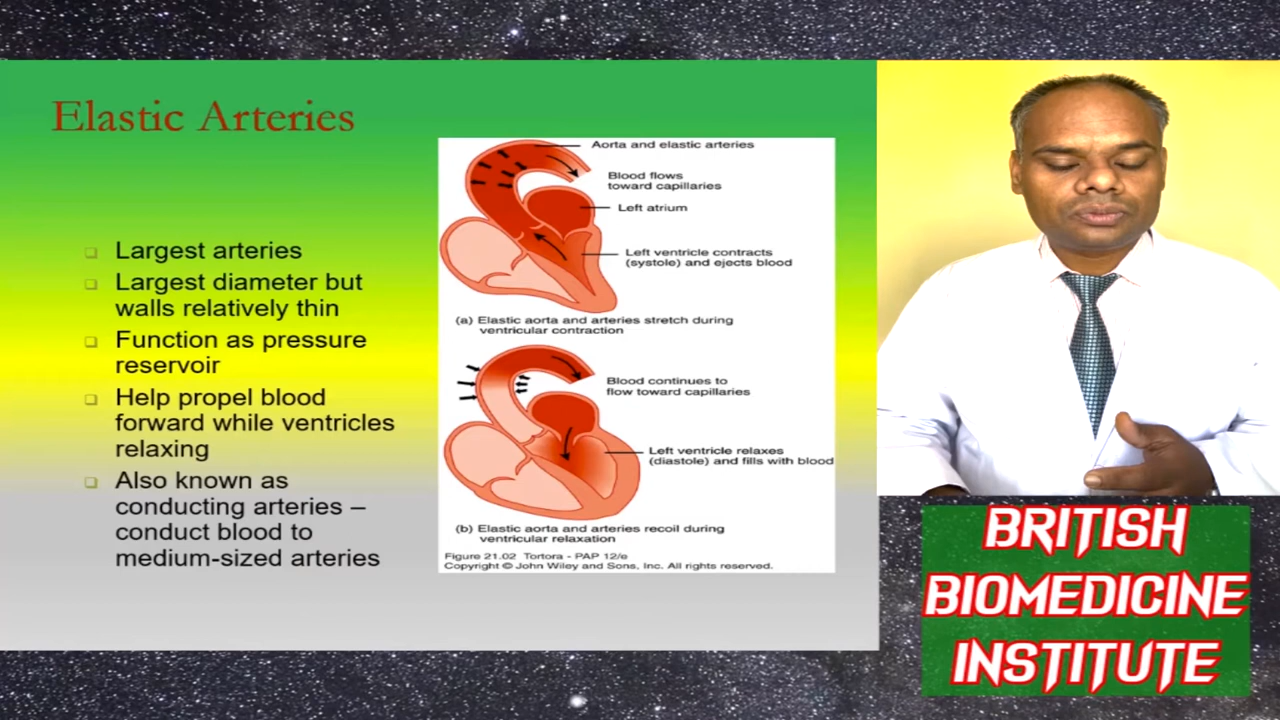 Elastic Arteries
Largest arteries
Largest diameter but
walls relatively thin
Function as pressure
reservoir
Help propel blood
forward while ventricles
relaxing
Also known as
conducting arteries –
conduct blood to
medium-sized arteries
Aorta and elastic arteries
Blood flows
toward capillaries
Left atrium
Left ventricle contracts
(systole) and ejects blood
(a) Elastic aorta and arteries stretch during
ventricular contraction
Blood continues to
flow toward capillaries
Left ventricle relaxes
(diastole) and fills with blood
(b) Elastic aorta and arteries recoil during
ventricular relaxation
Figure 21.02 Tortora - PAP 12/e
Copyright © John Wiley and Sons, Inc. All rights reserved.
BRITISH
BIOMEDICINE
INSTITUTE